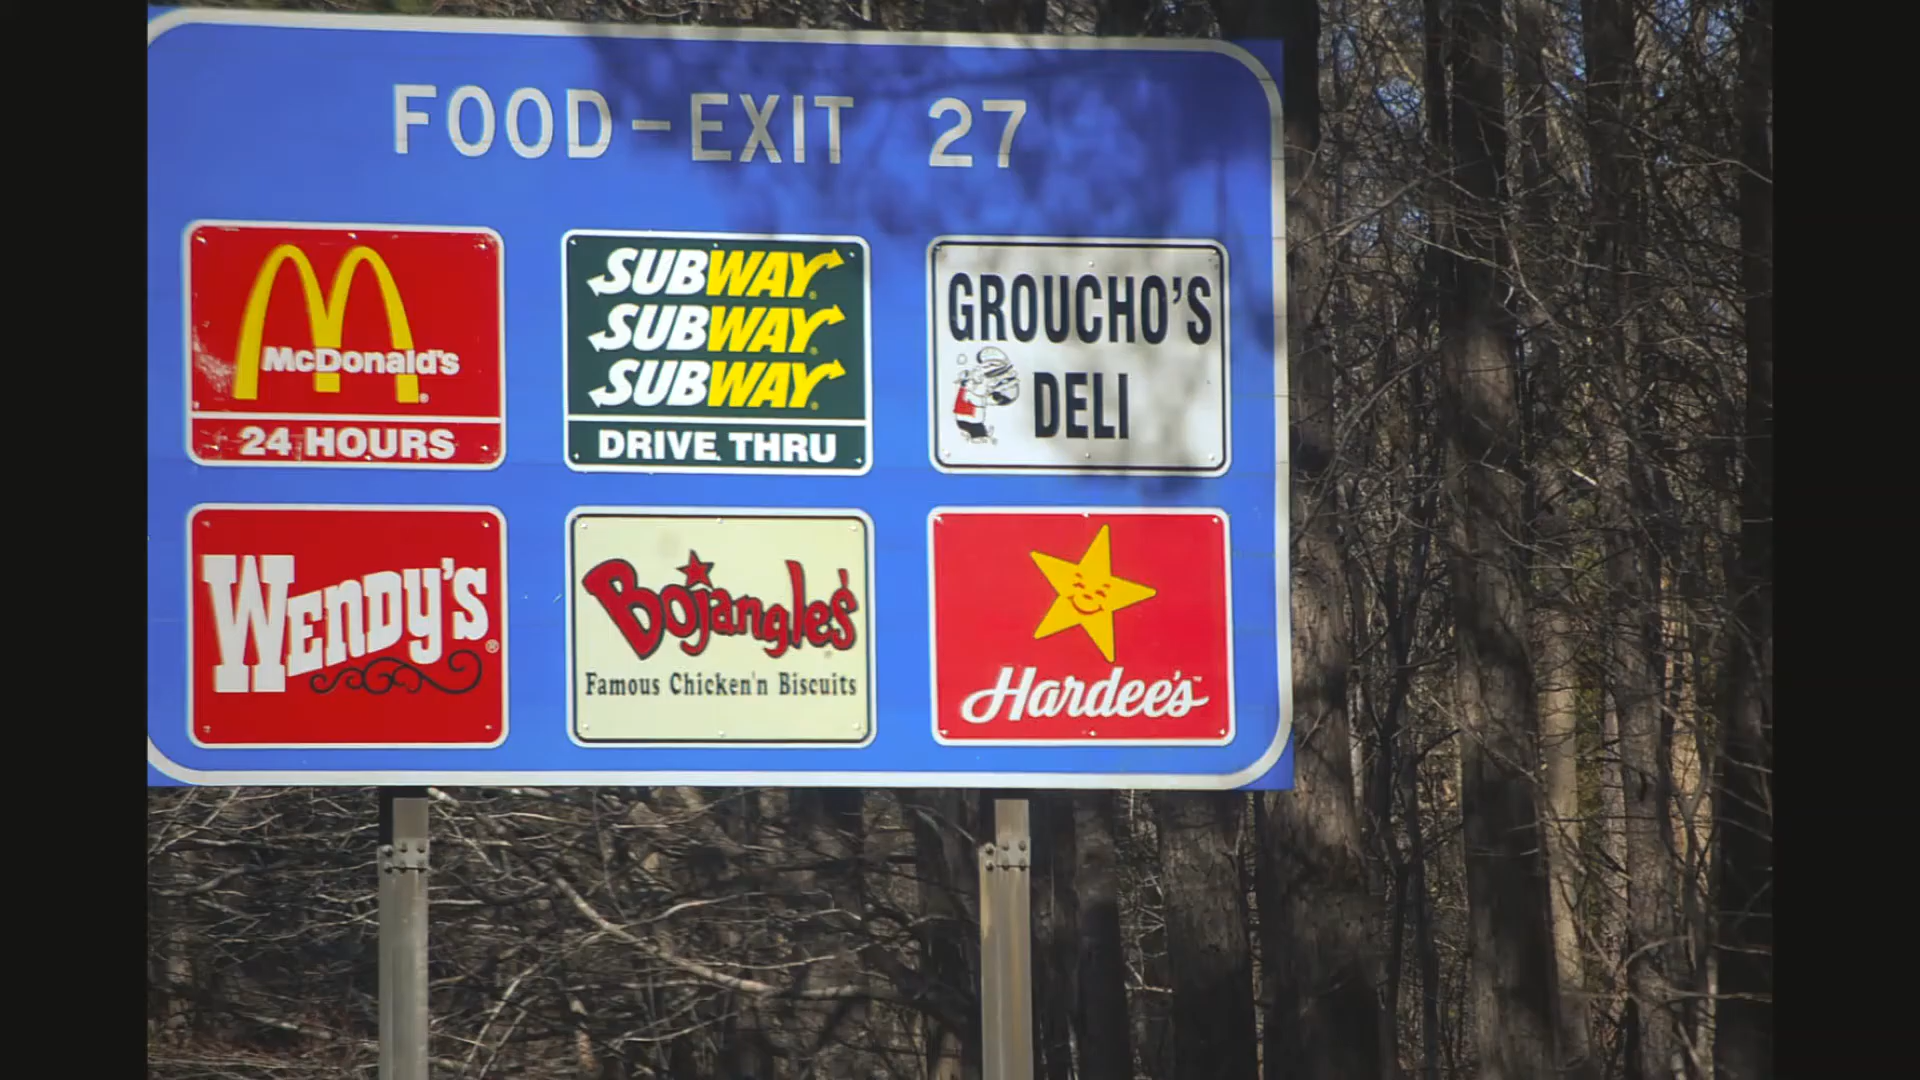 FOOD-EXIT 27
McDonald's
24 HOURS
SUBWAY
SUBWAY
SUBWAY
DRIVE THRU
GROUCHO'S
DELI
WENDY'S
Bojangles'
Famous Chicken'n Biscuits
Hardee's